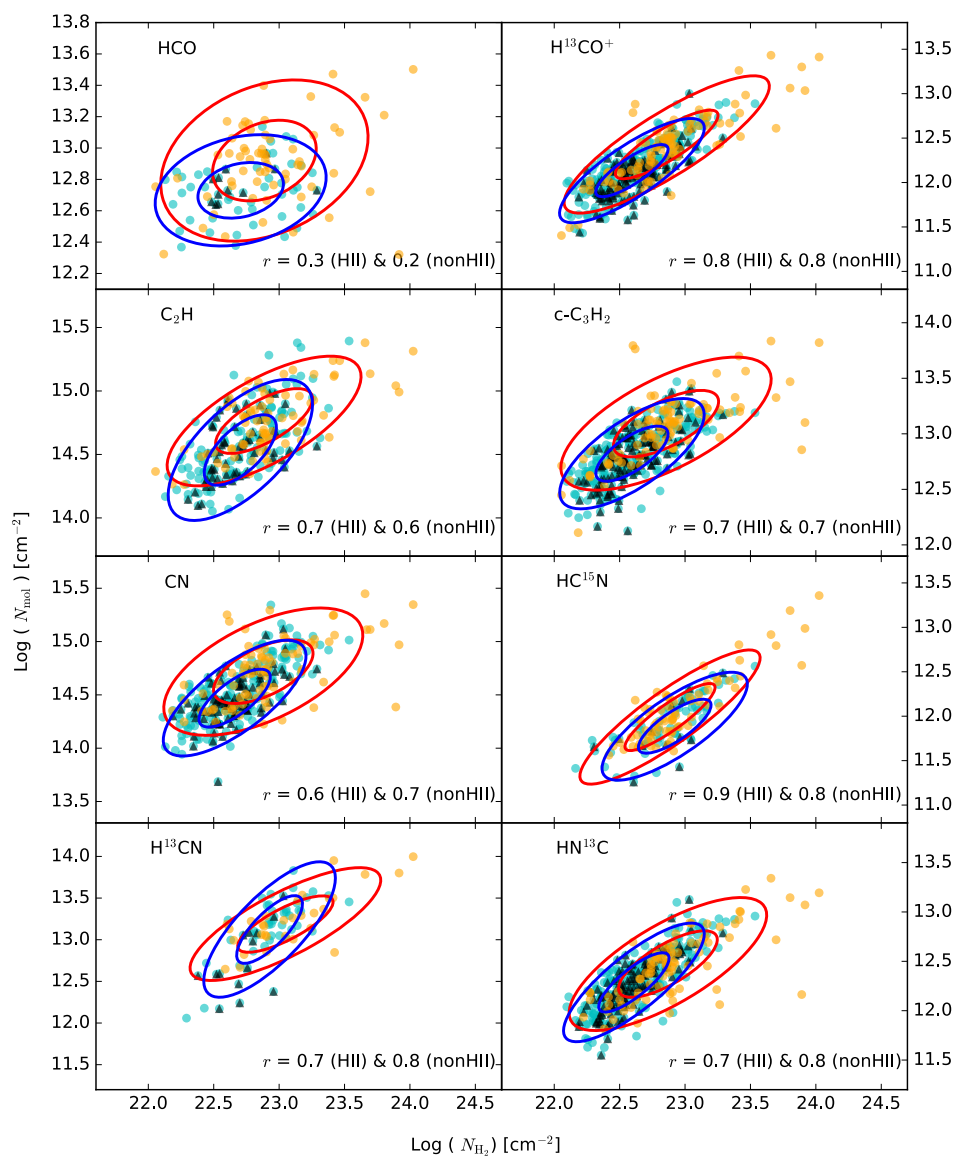 HCO
13.8
13.6
13.4
13.2
13.0
12.8
12.6
12.4
12.2
r = 0.3 (HII) & 0.2 (nonHII)
H¹³CO⁺
13.5
13.0
12.5
12.0
11.5
11.0
r = 0.8 (HII) & 0.8 (nonHII)
C₂H
15.5
15.0
14.5
14.0
r = 0.7 (HII) & 0.6 (nonHII)
c-C₃H₂
14.0
13.5
13.0
12.5
12.0
r = 0.7 (HII) & 0.7 (nonHII)
CN
15.5
15.0
14.5
14.0
13.5
r = 0.6 (HII) & 0.7 (nonHII)
HC¹⁵N
13.5
13.0
12.5
12.0
11.5
11.0
r = 0.9 (HII) & 0.8 (nonHII)
H¹³CN
14.0
13.5
13.0
12.5
12.0
11.5
r = 0.7 (HII) & 0.8 (nonHII)
HN¹³C
13.5
13.0
12.5
12.0
11.5
r = 0.7 (HII) & 0.8 (nonHII)
22.0 22.5 23.0 23.5 24.0 24.5
22.0 22.5 23.0 23.5 24.0 24.5
Log ( N_mol ) [cm⁻²]
Log ( N_H₂ ) [cm⁻²]